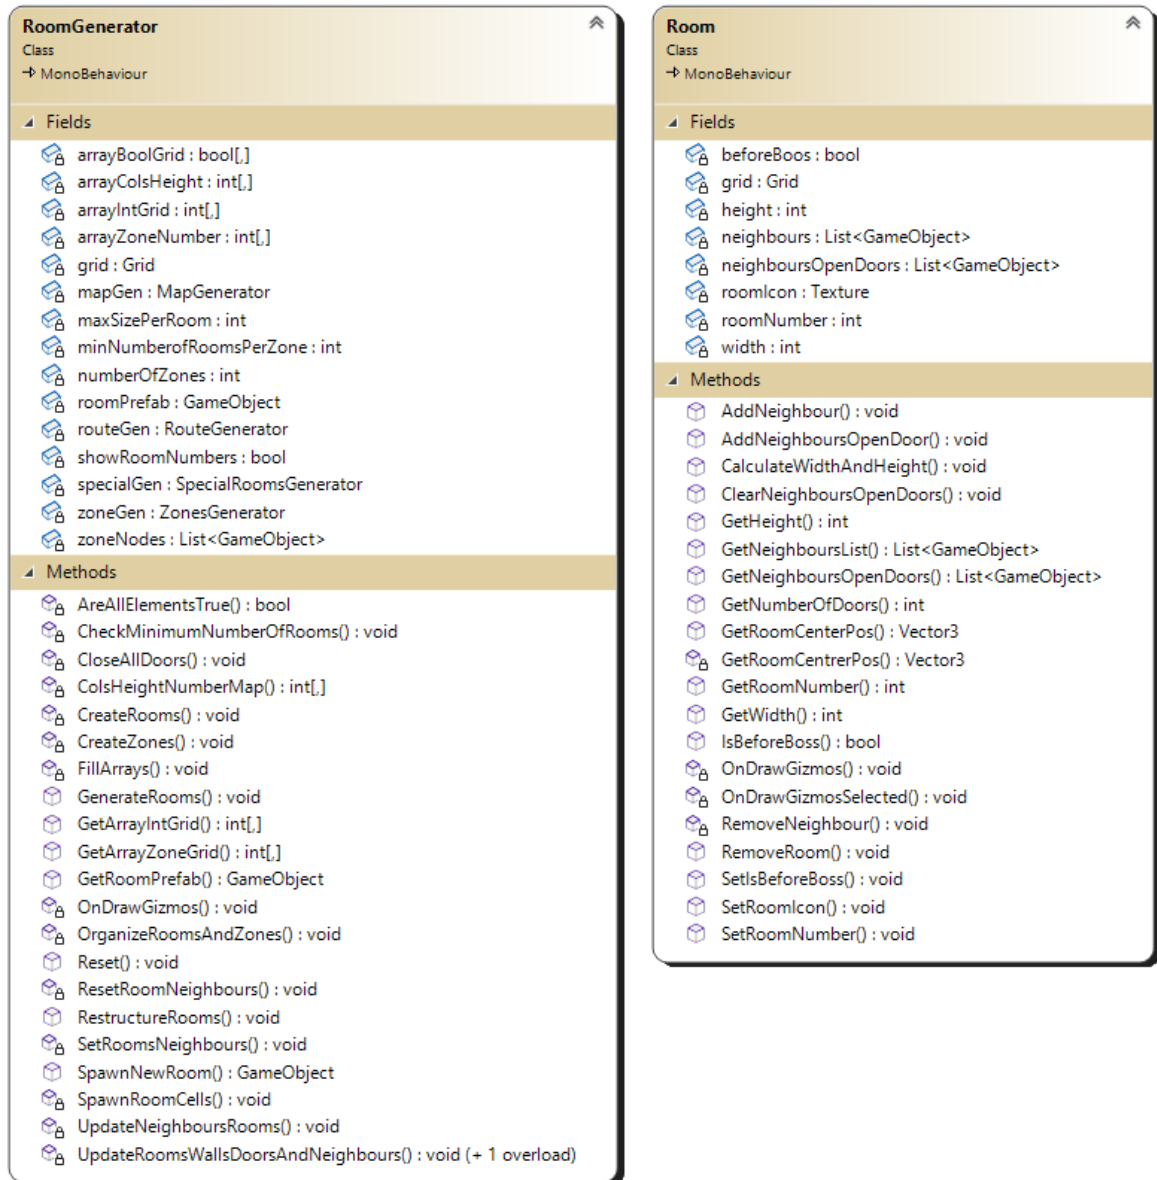 RoomGenerator
Class
MonoBehaviour
Fields
arrayBoolGrid : bool[,]
arrayColsHeight : int[,]
arrayIntGrid : int[,]
arrayZoneNumber : int[,]
grid : Grid
mapGen : MapGenerator
maxSizePerRoom : int
minNumberofRoomsPerZone : int
numberOfZones : int
roomPrefab : GameObject
routeGen : RouteGenerator
showRoomNumbers : bool
specialGen : SpecialRoomsGenerator
zoneGen : ZonesGenerator
zoneNodes : List<GameObject>
Methods
AreAllElementsTrue() : bool
CheckMinimumNumberOfRooms() : void
CloseAllDoors() : void
ColsHeightNumberMap() : int[,]
CreateRooms() : void
CreateZones() : void
FillArrays() : void
GenerateRooms() : void
GetArrayIntGrid() : int[,]
GetArrayZoneGrid() : int[,]
GetRoomPrefab() : GameObject
OnDrawGizmos() : void
OrganizeRoomsAndZones() : void
Reset() : void
ResetRoomNeighbours() : void
RestructureRooms() : void
SetRoomsNeighbours() : void
SpawnNewRoom() : GameObject
SpawnRoomCells() : void
UpdateNeighboursRooms() : void
UpdateRoomsWallsDoorsAndNeighbours() : void (+ 1 overload)
Room
Class
MonoBehaviour
Fields
beforeBoos : bool
grid : Grid
height : int
neighbours : List<GameObject>
neighboursOpenDoors : List<GameObject>
roomIcon : Texture
roomNumber : int
width : int
Methods
AddNeighbour() : void
AddNeighboursOpenDoor() : void
CalculateWidthAndHeight() : void
ClearNeighboursOpenDoors() : void
GetHeight() : int
GetNeighboursList() : List<GameObject>
GetNeighboursOpenDoors() : List<GameObject>
GetNumberOfDoors() : int
GetRoomCenterPos() : Vector3
GetRoomCentrerPos() : Vector3
GetRoomNumber() : int
GetWidth() : int
IsBeforeBoss() : bool
OnDrawGizmos() : void
OnDrawGizmosSelected() : void
RemoveNeighbour() : void
RemoveRoom() : void
SetIsBeforeBoss() : void
SetRoomIcon() : void
SetRoomNumber() : void